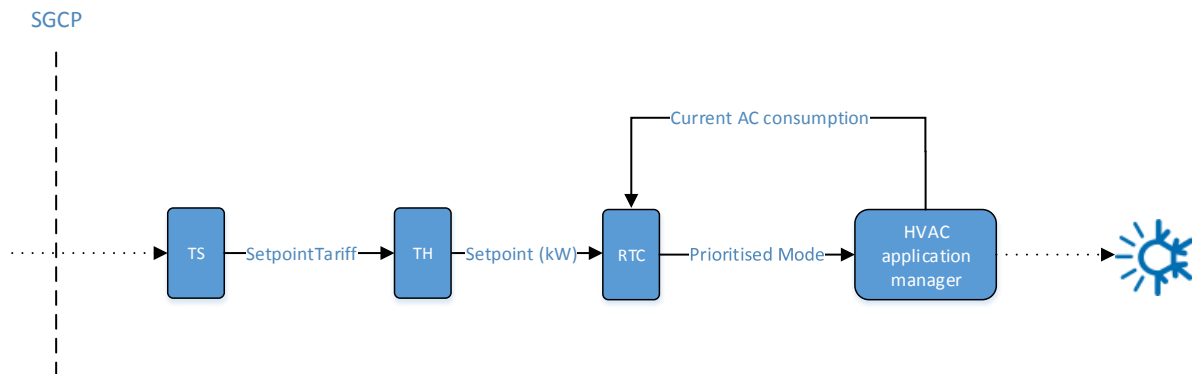 SGCP
Current AC consumption
TS
SetpointTariff
TH
Setpoint (kW)
RTC
Prioritised Mode
HVAC
application
manager